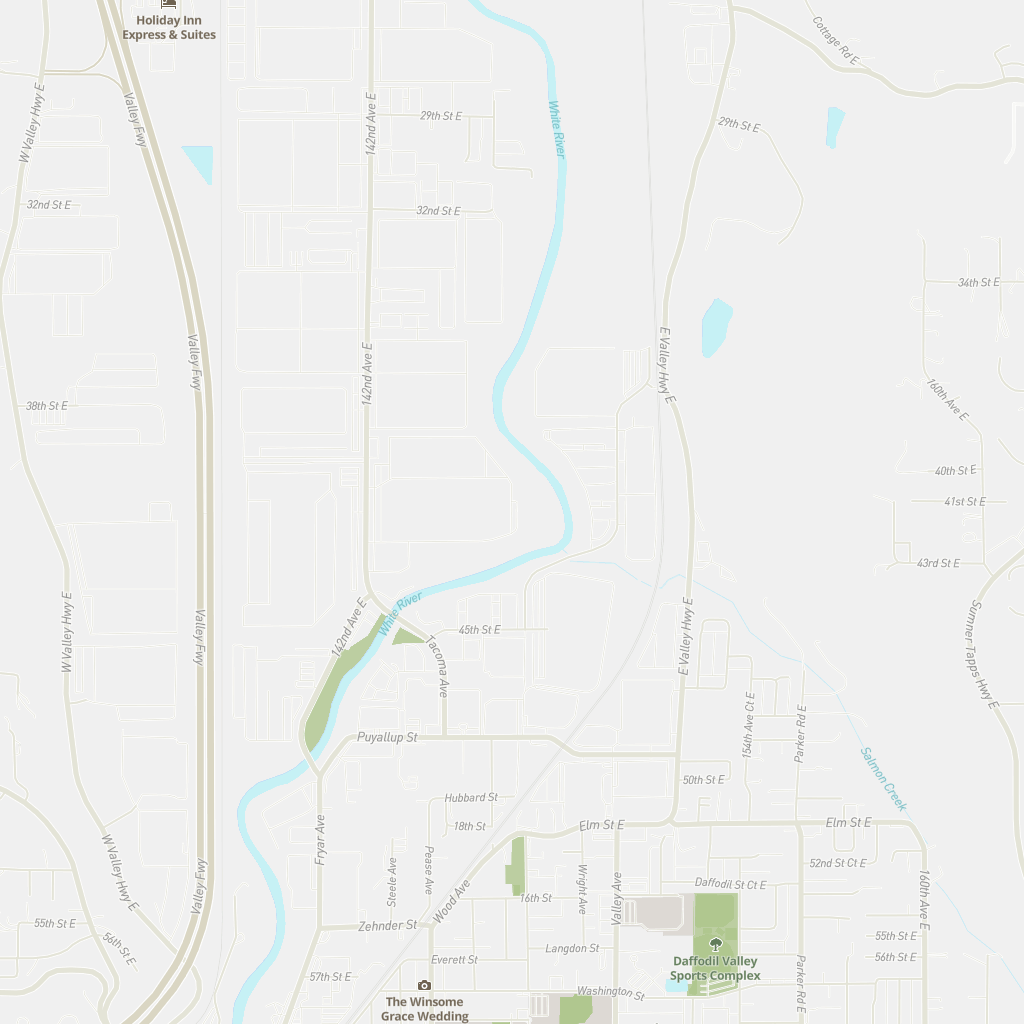 Holiday Inn
Express & Suites
Cottage Rd E
Valley Fwy
142nd Ave E
29th St E
White River
29th St E
W Valley Hwy E
32nd St E
32nd St E
34th St E
Valley Fwy
142nd Ave E
E Valley Hwy E
38th St E
160th Ave E
40th St E
41st St E
43rd St E
W Valley Hwy E
Valley Fwy
142nd Ave E
White River
45th St E
Tacoma Ave
E Valley Hwy E
Sumner Tapps Hwy E
154th Ave Ct E
Parker Rd E
Puyallup St
50th St E
Salmon Creek
Hubbard St
18th St
Elm St E
Elm St E
Fryar Ave
W Valley Hwy E
Valley Fwy
Steele Ave
Pease Ave
Wood Ave
Wright Ave
Valley Ave
52nd St Ct E
Daffodil St Ct E
160th Ave E
16th St
55th St E
56th St E
Zehnder St
Langdon St
Everett St
55th St E
56th St E
Daffodil Valley
Sports Complex
57th St E
Washington St
Parker Rd E
The Winsome
Grace Wedding